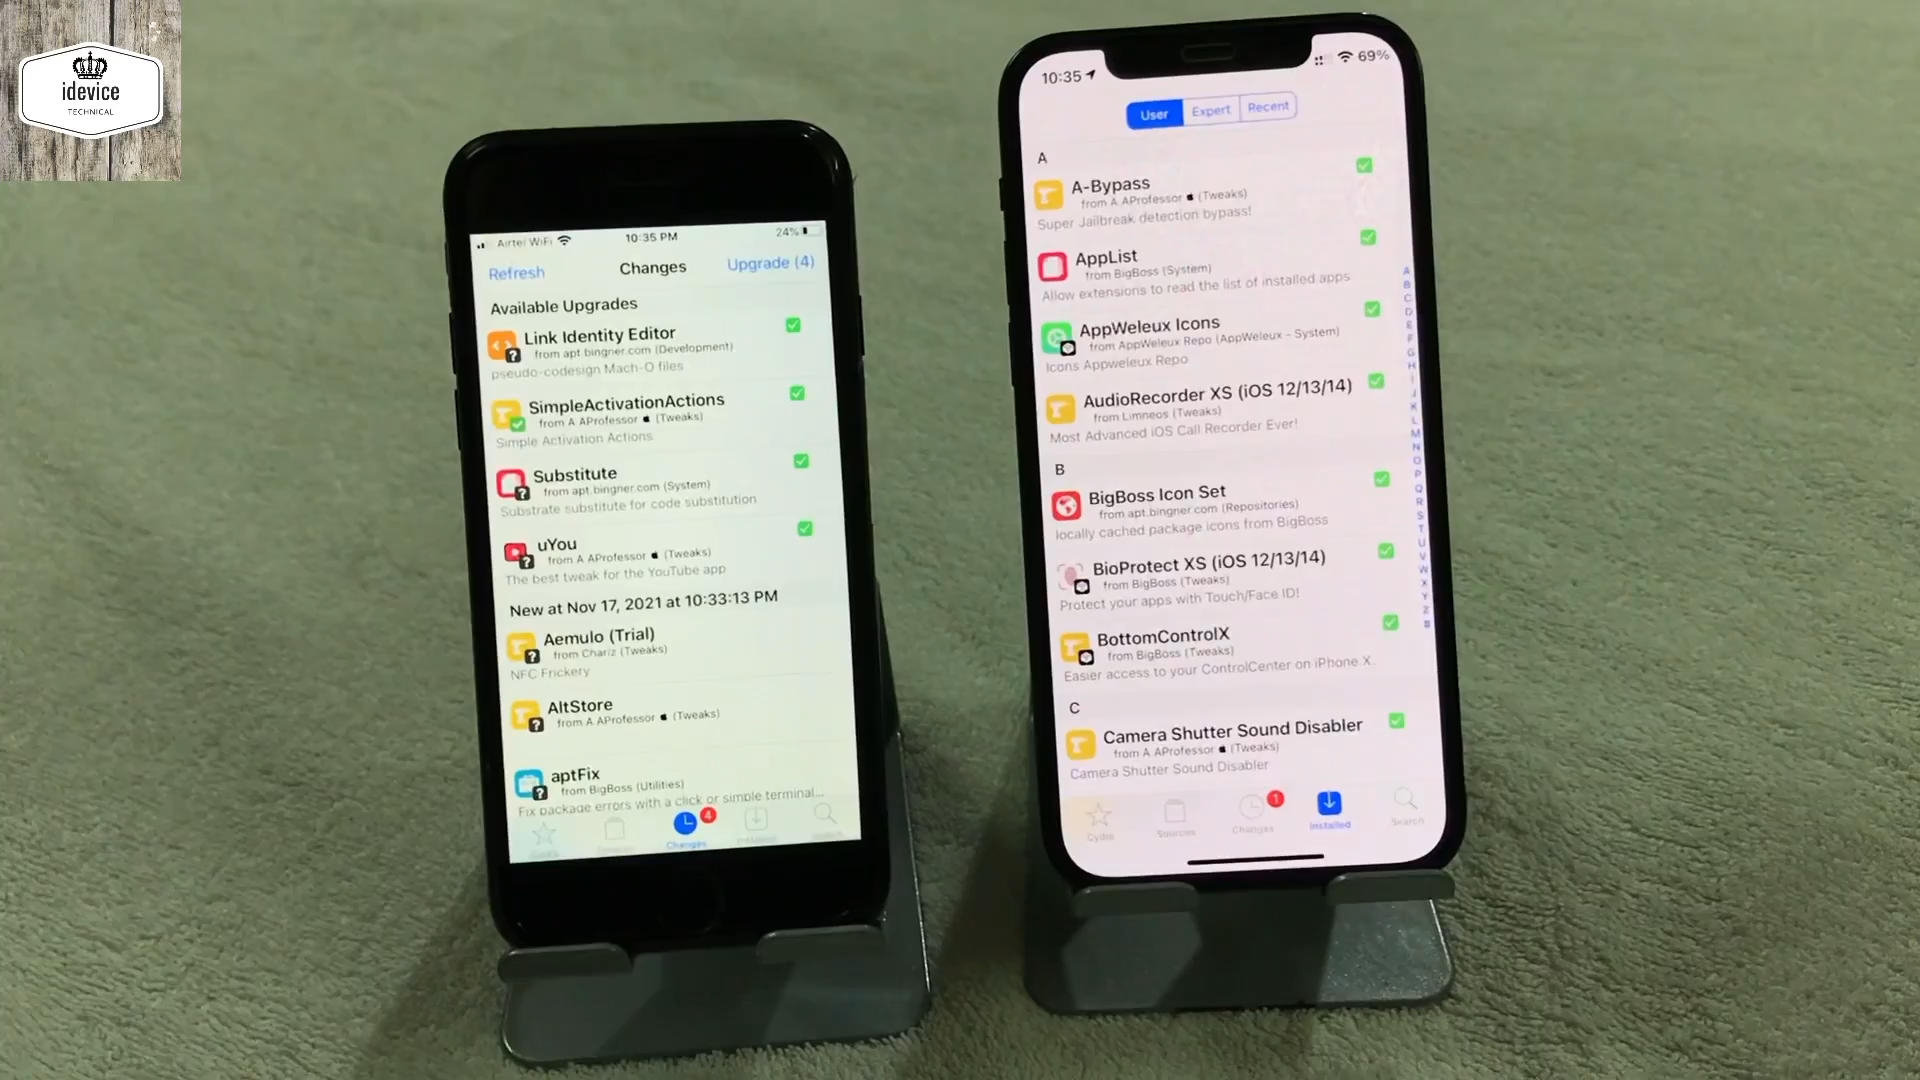 idevice
TECHNICAL
Airtel WiFi
10:35 PM
24%
Refresh
Changes
Upgrade (4)
Available Upgrades
Link Identity Editor
from apt.bingner.com (Development)
pseudo-codesign Mach-O files
SimpleActivationActions
from A AProfessor (Tweaks)
Simple Activation Actions
Substitute
from apt.bingner.com (System)
Substrate substitute for code substitution
uYou
from A AProfessor (Tweaks)
The best tweak for the YouTube app
New at Nov 17, 2021 at 10:33:13 PM
Aemulo (Trial)
from Chariz (Tweaks)
NFC Frickery
AltStore
from A AProfessor (Tweaks)
aptFix
from BigBoss (Utilities)
Fix package errors with a click or simple terminal...
4
Changes
10:35
69%
User
Expert
Recent
A
A-Bypass
from A AProfessor (Tweaks)
Super Jailbreak detection bypass!
AppList
from BigBoss (System)
Allow extensions to read the list of installed apps
AppWeleux Icons
from AppWeleux Repo (AppWeleux - System)
Icons Appweleux Repo
AudioRecorder XS (iOS 12/13/14)
from Limneos (Tweaks)
Most Advanced iOS Call Recorder Ever!
B
BigBoss Icon Set
from apt.bingner.com (Repositories)
locally cached package icons from BigBoss
BioProtect XS (iOS 12/13/14)
from BigBoss (Tweaks)
Protect your apps with Touch/Face ID!
BottomControlX
from BigBoss (Tweaks)
Easier access to your ControlCenter on iPhone X.
C
Camera Shutter Sound Disabler
from A AProfessor (Tweaks)
Camera Shutter Sound Disabler
1
Cydia
Sources
Changes
Installed
Search